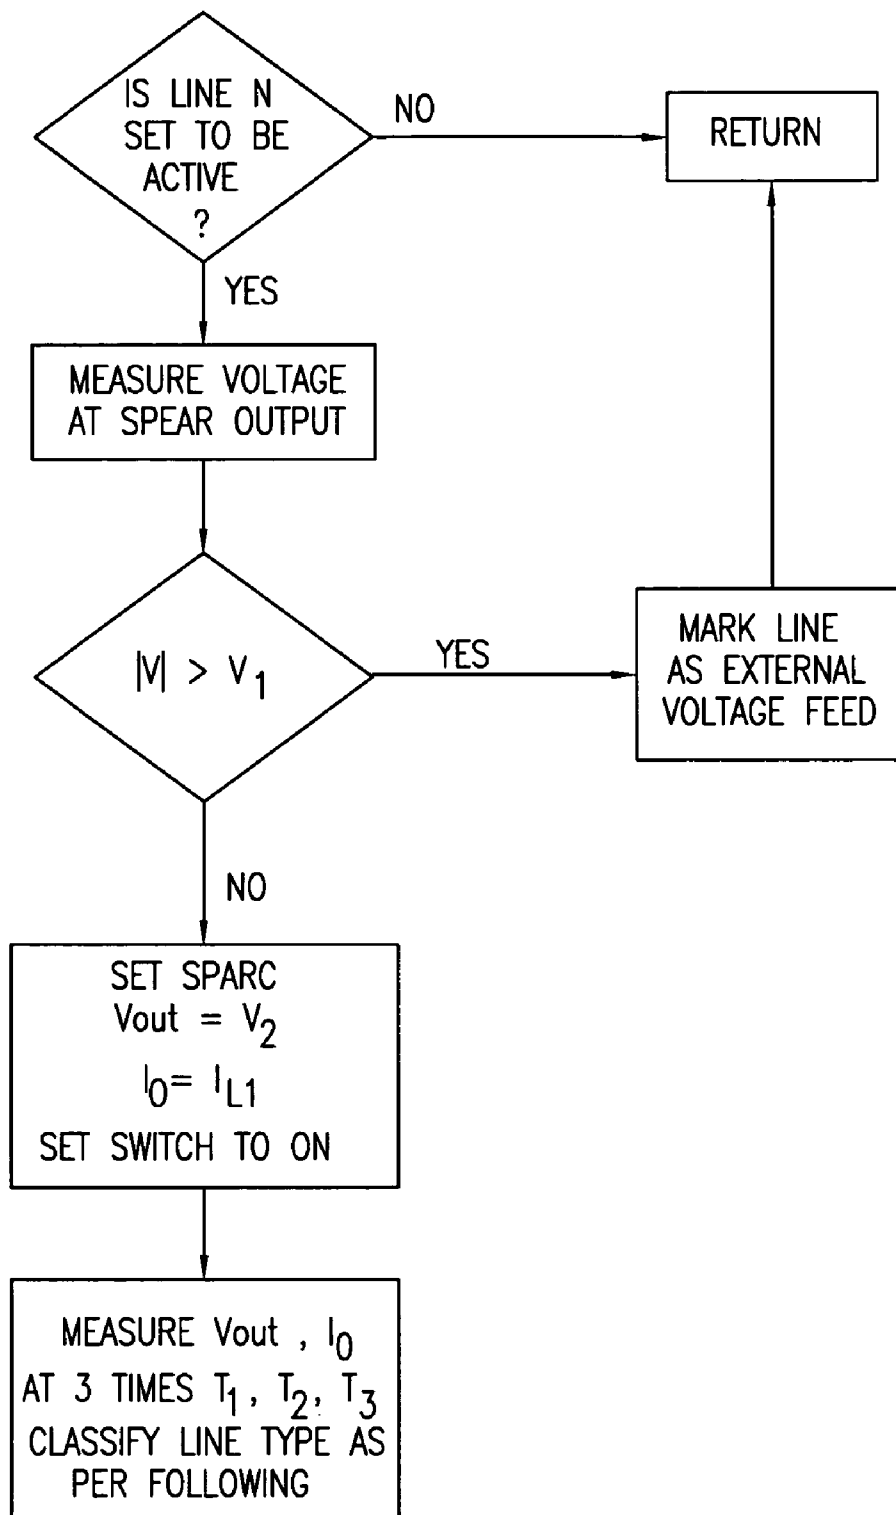 IS LINE N
SET TO BE
ACTIVE
?
NO
RETURN
YES
MEASURE VOLTAGE
AT SPEAR OUTPUT
|V| > V1
YES
MARK LINE
AS EXTERNAL
VOLTAGE FEED
NO
SET SPARC
Vout = V2
I0= IL1
SET SWITCH TO ON
MEASURE Vout , I0
AT 3 TIMES T1, T2, T3
CLASSIFY LINE TYPE AS
PER FOLLOWING